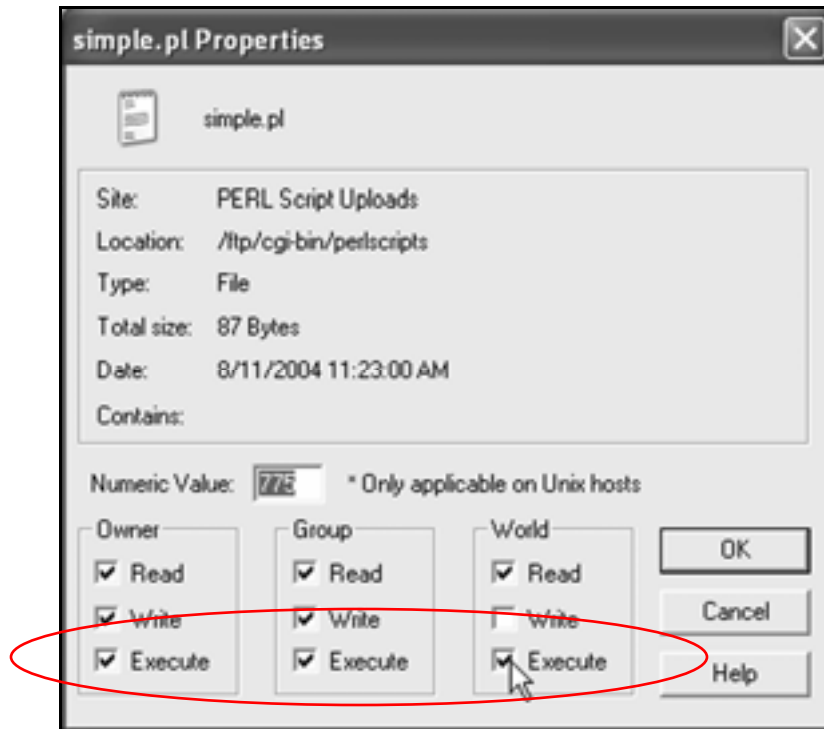 simple.pl Properties
simple.pl
Site: PERL Script Uploads
Location: /ftp/cgi-bin/perlscripts
Type: File
Total size: 87 Bytes
Date: 8/11/2004 11:23:00 AM
Contains:
Numeric Value: 775 * Only applicable on Unix hosts
Owner Group World
Read Read Read
Write Write Write
Execute Execute Execute
OK
Cancel
Help